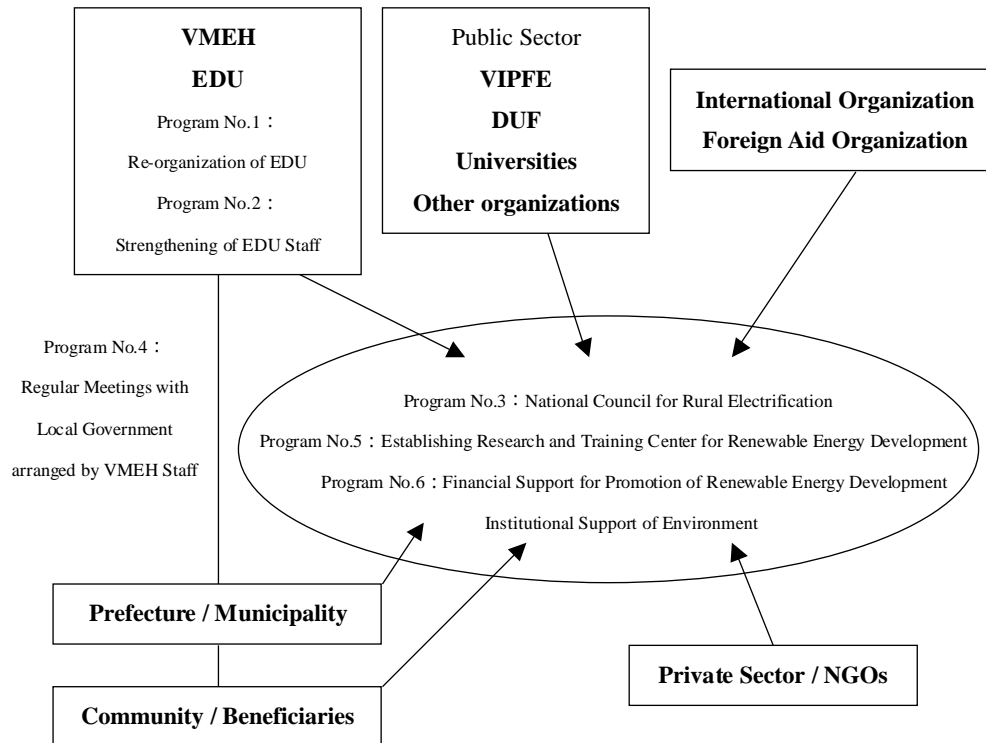 VMEH
EDU
Program No.1：
Re-organization of EDU
Program No.2：
Strengthening of EDU Staff
Public Sector
VIPFE
DUF
Universities
Other organizations
International Organization
Foreign Aid Organization
Program No.4：
Regular Meetings with
Local Government
arranged by VMEH Staff
Program No.3：National Council for Rural Electrification
Program No.5：Establishing Research and Training Center for Renewable Energy Development
Program No.6：Financial Support for Promotion of Renewable Energy Development
Institutional Support of Environment
Prefecture / Municipality
Community / Beneficiaries
Private Sector / NGOs